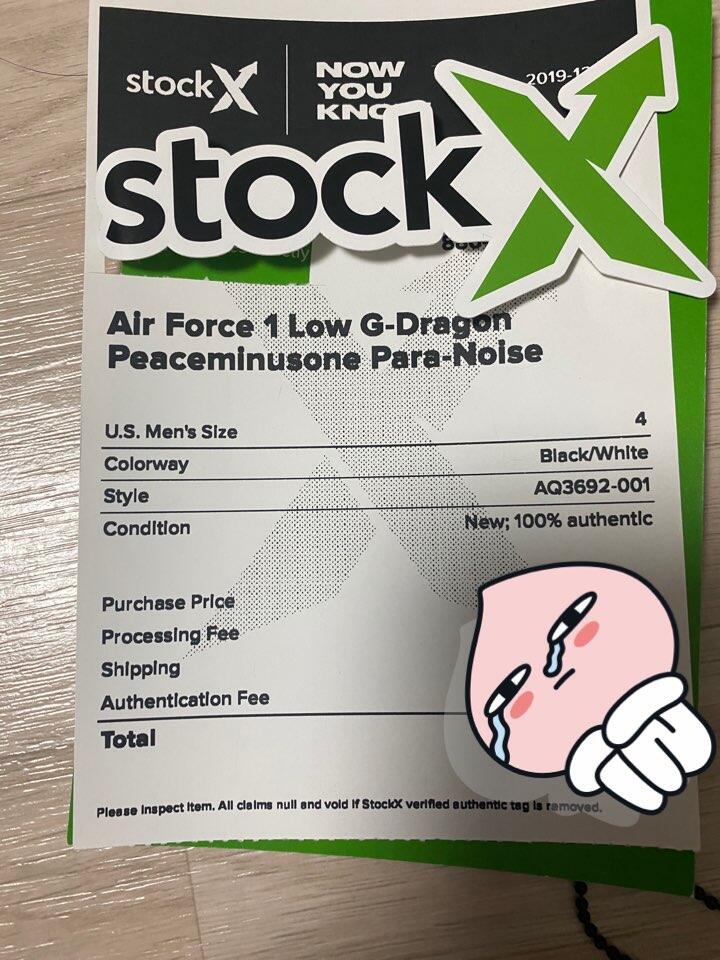 stockX
NOW
YOU
2019-12
stockX
Air Force 1 Low G-Dragon
Peaceminusone Para-Noise
U.S. Men's Size 4
Colorway Black/White
Style AQ3692-001
Condition New; 100% authentic
Purchase Price
Processing Fee
Shipping
Authentication Fee
Total
Please inspect item. All claims null and void if StockX verified authentic tag is removed.